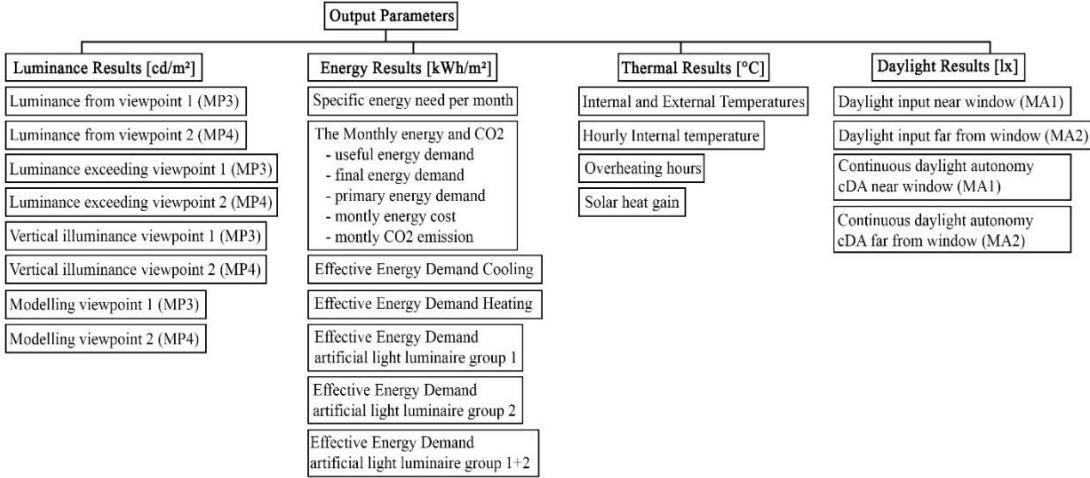 Output Parameters
Luminance Results [cd/m²]
Luminance from viewpoint 1 (MP3)
Luminance from viewpoint 2 (MP4)
Luminance exceeding viewpoint 1 (MP3)
Luminance exceeding viewpoint 2 (MP4)
Vertical illuminance viewpoint 1 (MP3)
Vertical illuminance viewpoint 2 (MP4)
Modelling viewpoint 1 (MP3)
Modelling viewpoint 2 (MP4)
Energy Results [kWh/m²]
Specific energy need per month
The Monthly energy and CO2
- useful energy demand
- final energy demand
- primary energy demand
- montly energy cost
- montly CO2 emission
Effective Energy Demand Cooling
Effective Energy Demand Heating
Effective Energy Demand
artificial light luminaire group 1
Effective Energy Demand
artificial light luminaire group 2
Effective Energy Demand
artificial light luminaire group 1+2
Thermal Results [°C]
Internal and External Temperatures
Hourly Internal temperature
Overheating hours
Solar heat gain
Daylight Results [lx]
Daylight input near window (MA1)
Daylight input far from window (MA2)
Continuous daylight autonomy
cDA near window (MA1)
Continuous daylight autonomy
cDA far from window (MA2)